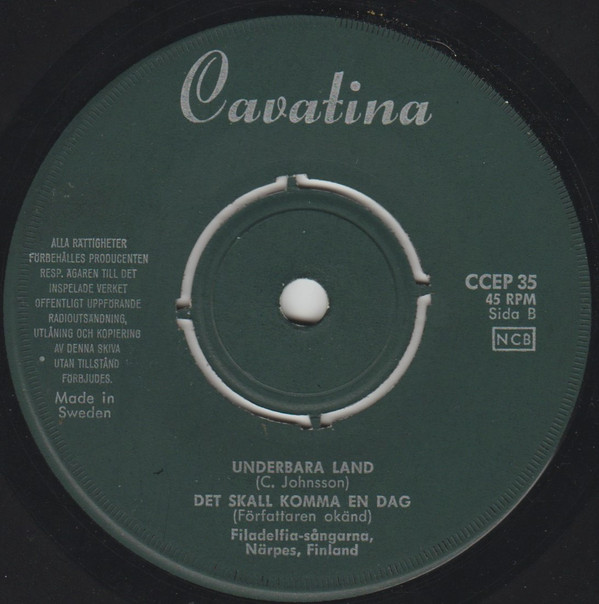 Cavatina
ALLA RÄTTIGHETER
FÖRBEHÅLLES PRODUCENTEN
RESP. ÄGAREN TILL DET
INSPELADE VERKET
OFFENTLIGT UPPFÖRANDE
RADIOUTSÄNDNING,
UTLÅNING OCH KOPIERING
AV DENNA SKIVA
UTAN TILLSTÅND
FÖRBJUDES.
Made in
Sweden
CCEP 35
45 RPM
Sida B
NCB
UNDERBARA LAND
(C. Johnsson)
DET SKALL KOMMA EN DAG
(Författaren okänd)
Filadelfia-sångarna,
Närpes, Finland